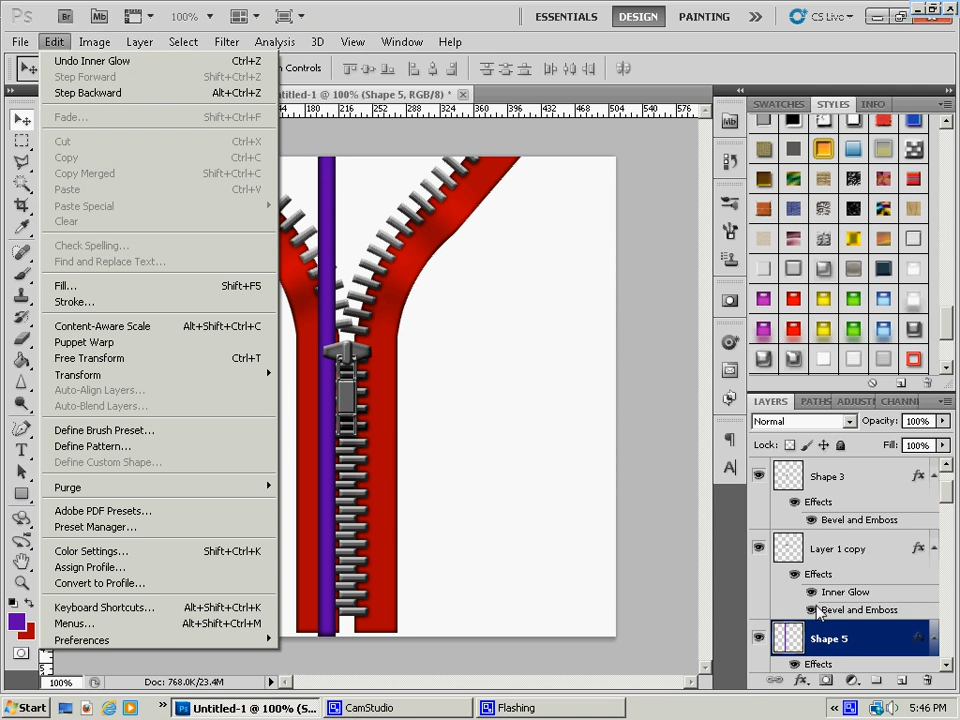 Ps Br Mb 100% ESSENTIALS DESIGN PAINTING CS Live
File Edit Image Layer Select Filter Analysis 3D View Window Help
Undo Inner Glow Ctrl+Z
Step Forward Shift+Ctrl+Z
Step Backward Alt+Ctrl+Z
Fade... Shift+Ctrl+F
Cut Ctrl+X
Copy Ctrl+C
Copy Merged Shift+Ctrl+C
Paste Ctrl+V
Paste Special
Clear
Check Spelling...
Find and Replace Text...
Fill... Shift+F5
Stroke...
Content-Aware Scale Alt+Shift+Ctrl+C
Puppet Warp
Free Transform Ctrl+T
Transform
Auto-Align Layers...
Auto-Blend Layers...
Define Brush Preset...
Define Pattern...
Define Custom Shape...
Purge
Adobe PDF Presets...
Preset Manager...
Color Settings... Shift+Ctrl+K
Assign Profile...
Convert to Profile...
Keyboard Shortcuts... Alt+Shift+Ctrl+K
Menus... Alt+Shift+Ctrl+M
Preferences
Controls
ntitled-1 @ 100% (Shape 5, RGB/8) *
180 216 252 288 324 360 396 432 468 504 540 576
Mb
A
SWATCHES STYLES INFO
LAYERS PATHS ADJUSTI CHANNI
Normal Opacity: 100%
Lock: Fill: 100%
Shape 3 fx
Effects
Bevel and Emboss
Layer 1 copy fx
Effects
Inner Glow
Bevel and Emboss
Shape 5 fx
Effects
100% Doc: 768.0K/23.4M
Start Untitled-1 @ 100% (S... CamStudio Flashing 5:46 PM